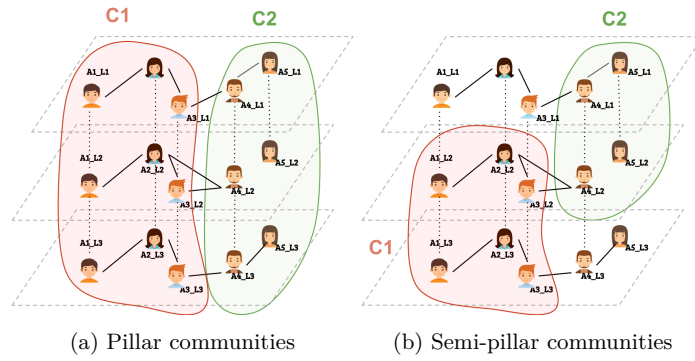 C1
C2
A1_L1
A5_L1
A4_L1
A3_L1
A1_L2
A5_L2
A2_L2
A4_L2
A3_L2
A1_L3
A5_L3
A2_L3
A4_L3
A3_L3
(a) Pillar communities
C2
A1_L1
A5_L1
A4_L1
A3_L1
A1_L2
A5_L2
A2_L2
A4_L2
A3_L2
C1
A1_L3
A5_L3
A2_L3
A4_L3
A3_L3
(b) Semi-pillar communities